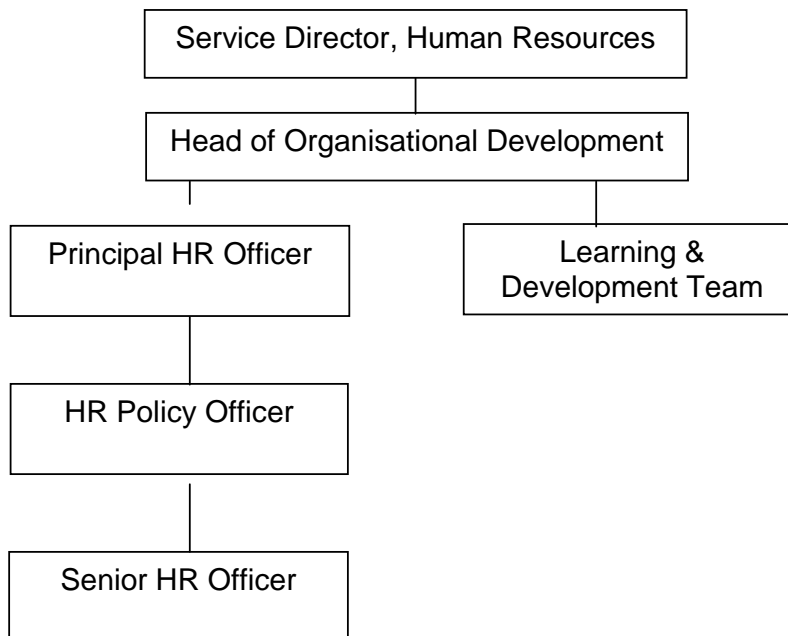 Service Director, Human Resources
Head of Organisational Development
Principal HR Officer
Learning &
Development Team
HR Policy Officer
Senior HR Officer